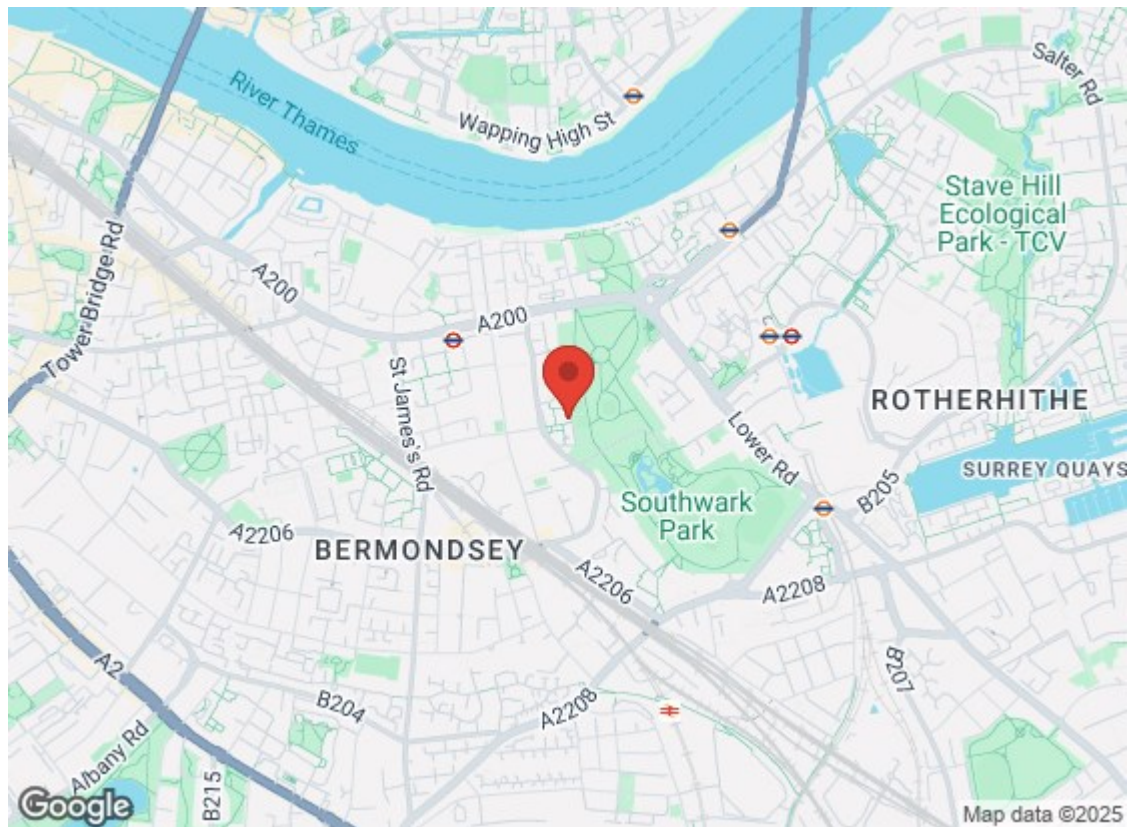 Salter Rd
River Thames
Wapping High St
Stave Hill
Ecological
Park - TCV
Tower Bridge Rd
A200
A200
St James's Rd
ROTHERHITHE
Lower Rd
SURREY QUAYS
B205
Southwark
Park
A2206
BERMONDSEY
A2206
A2208
A2
B207
B204
A2208
Albany Rd
B215
Google
Map data ©2025